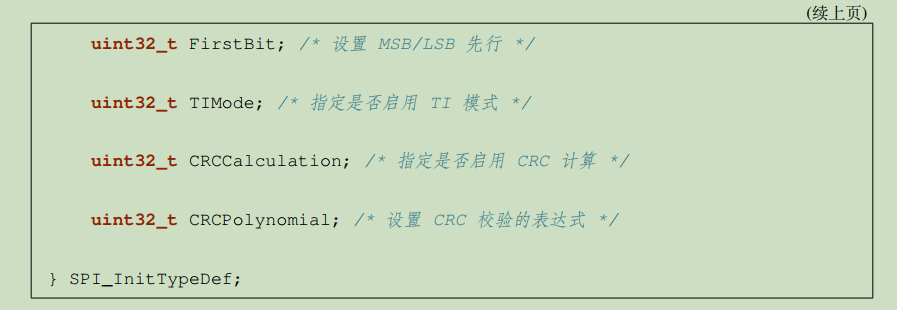 (续上页)
uint32_t FirstBit; /* 设置 MSB/LSB 先行 */
uint32_t TIMode; /* 指定是否启用 TI 模式 */
uint32_t CRCCalculation; /* 指定是否启用 CRC 计算 */
uint32_t CRCPolynomial; /* 设置 CRC 校验的表达式 */
} SPI_InitTypeDef;